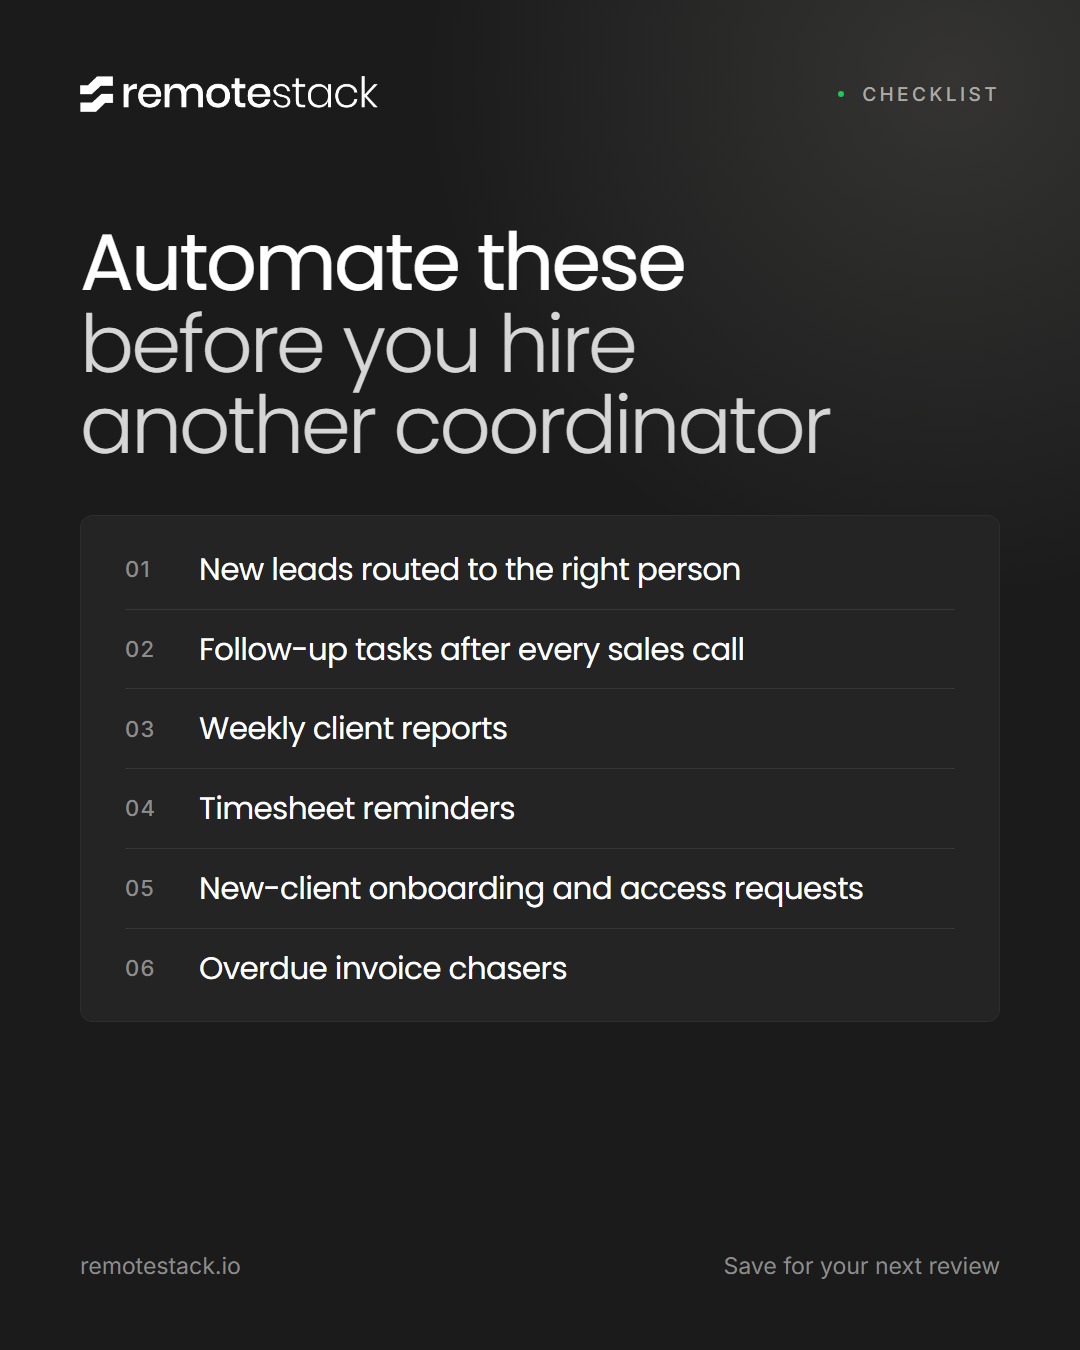 remotestack
CHECKLIST
Automate these
before you hire
another coordinator
01 New leads routed to the right person
02 Follow-up tasks after every sales call
03 Weekly client reports
04 Timesheet reminders
05 New-client onboarding and access requests
06 Overdue invoice chasers
remotestack.io
Save for your next review